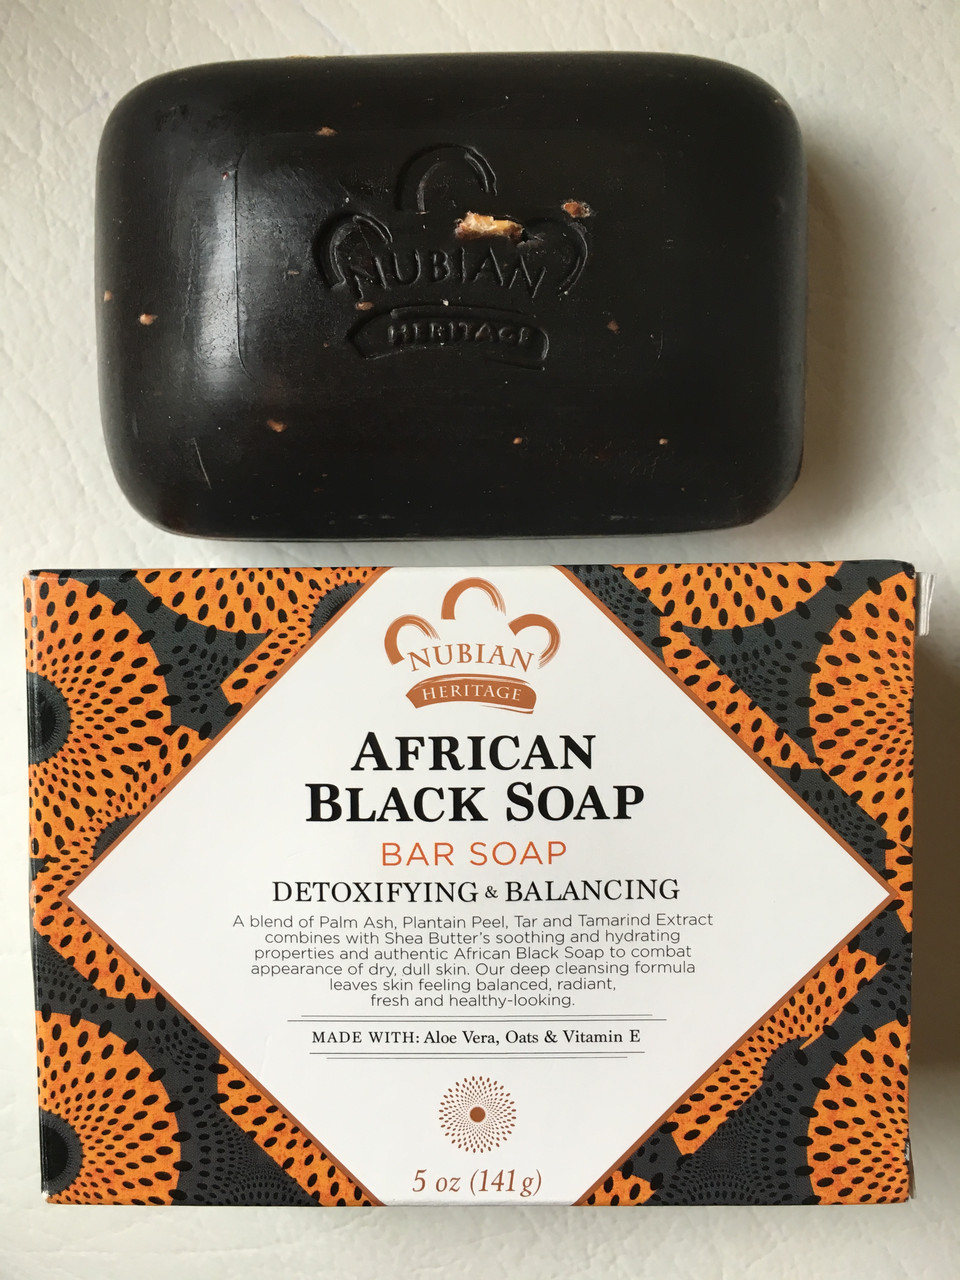 NUBIAN
HERITAGE
NUBIAN
HERITAGE
AFRICAN
BLACK SOAP
BAR SOAP
DETOXIFYING & BALANCING
A blend of Palm Ash, Plantain Peel, Tar and Tamarind Extract
combines with Shea Butter's soothing and hydrating
properties and authentic African Black Soap to combat
appearance of dry, dull skin. Our deep cleansing formula
leaves skin feeling balanced, radiant,
fresh and healthy-looking.
MADE WITH: Aloe Vera, Oats & Vitamin E
5 oz (141g)